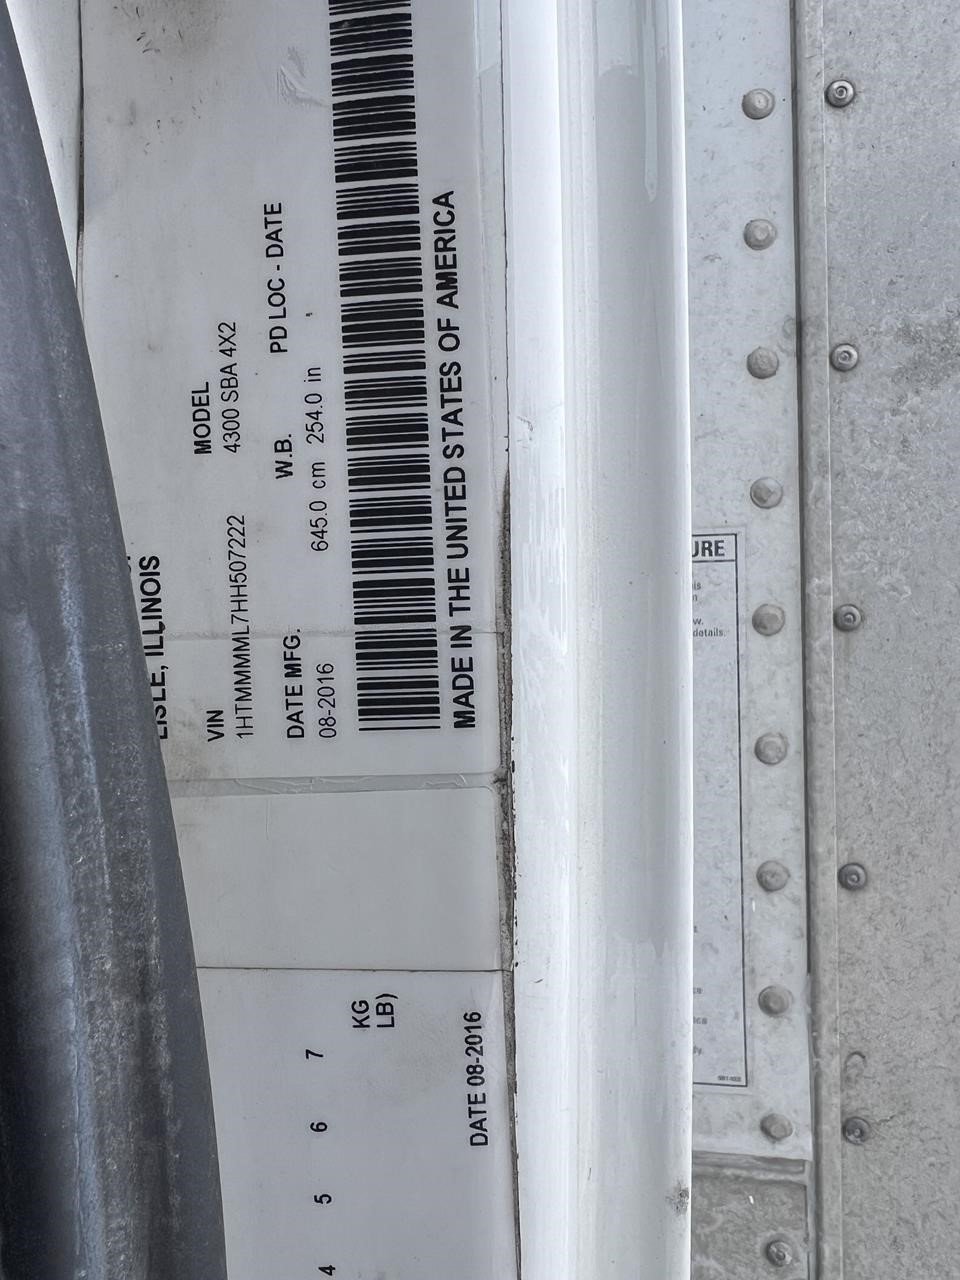 LISLE, ILLINOIS
VIN
1HTMMMML7HH507222
MODEL
4300 SBA 4X2
DATE MFG.
08-2016
W.B.
645.0 cm 254.0 in
PD LOC - DATE
MADE IN THE UNITED STATES OF AMERICA
4 5 6 7
KG
LB)
DATE 08-2016
details.